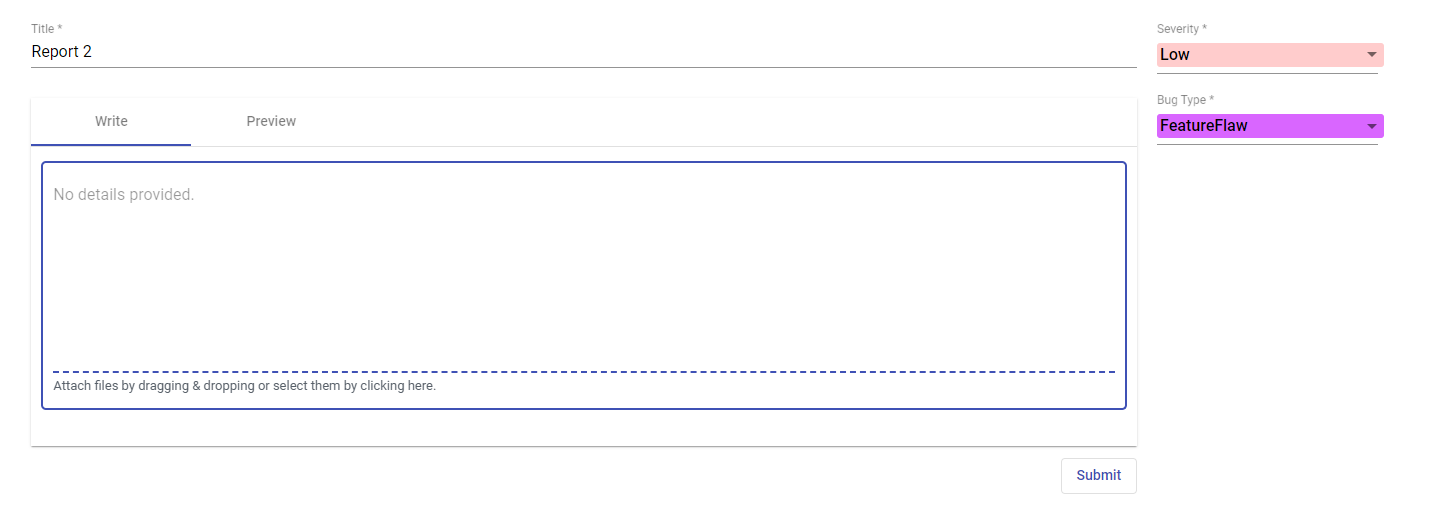 Title *
Report 2
Severity *
Low
Bug Type *
FeatureFlaw
Write
Preview
No details provided.
Attach files by dragging & dropping or select them by clicking here.
Submit